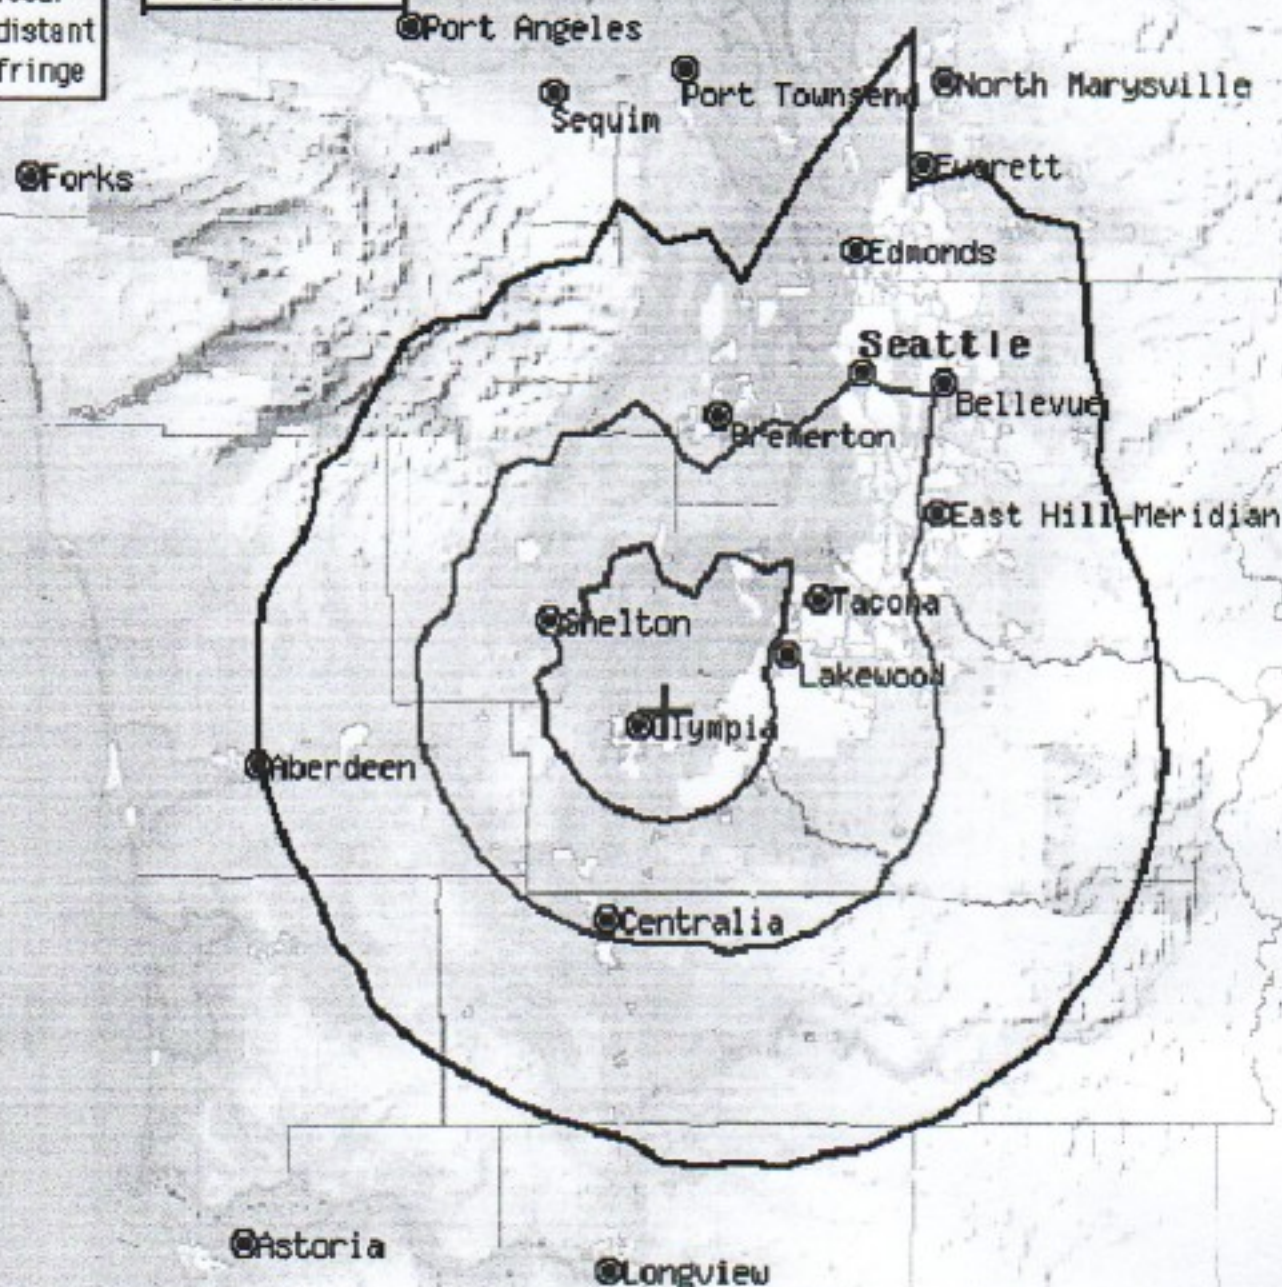 distant
fringe
Port Angeles
Port Townsend
North Marysville
Sequim
Everett
Forks
Edmonds
Seattle
Bellevue
Bremerton
East Hill-Meridian
Tacoma
Shelton
Lakewood
Olympia
Aberdeen
Centralia
Astoria
Longview